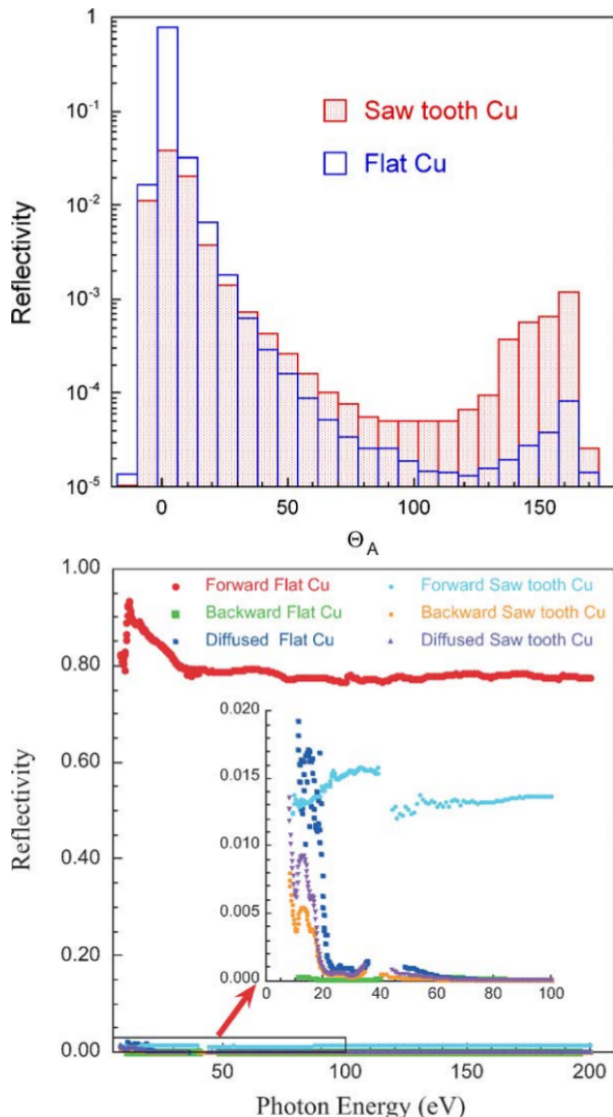 1
Saw tooth Cu
10⁻¹
Flat Cu
10⁻²
Reflectivity
10⁻³
10⁻⁴
10⁻⁵
0 50 100 150
Θ_A
1.00
Forward Flat Cu Forward Saw tooth Cu
Backward Flat Cu Backward Saw tooth Cu
Diffused Flat Cu Diffused Saw tooth Cu
0.80
0.020
0.60
0.015
Reflectivity
0.40
0.010
0.005
0.20
0.000
0 20 40 60 80 100
0.00
50 100 150 200
Photon Energy (eV)